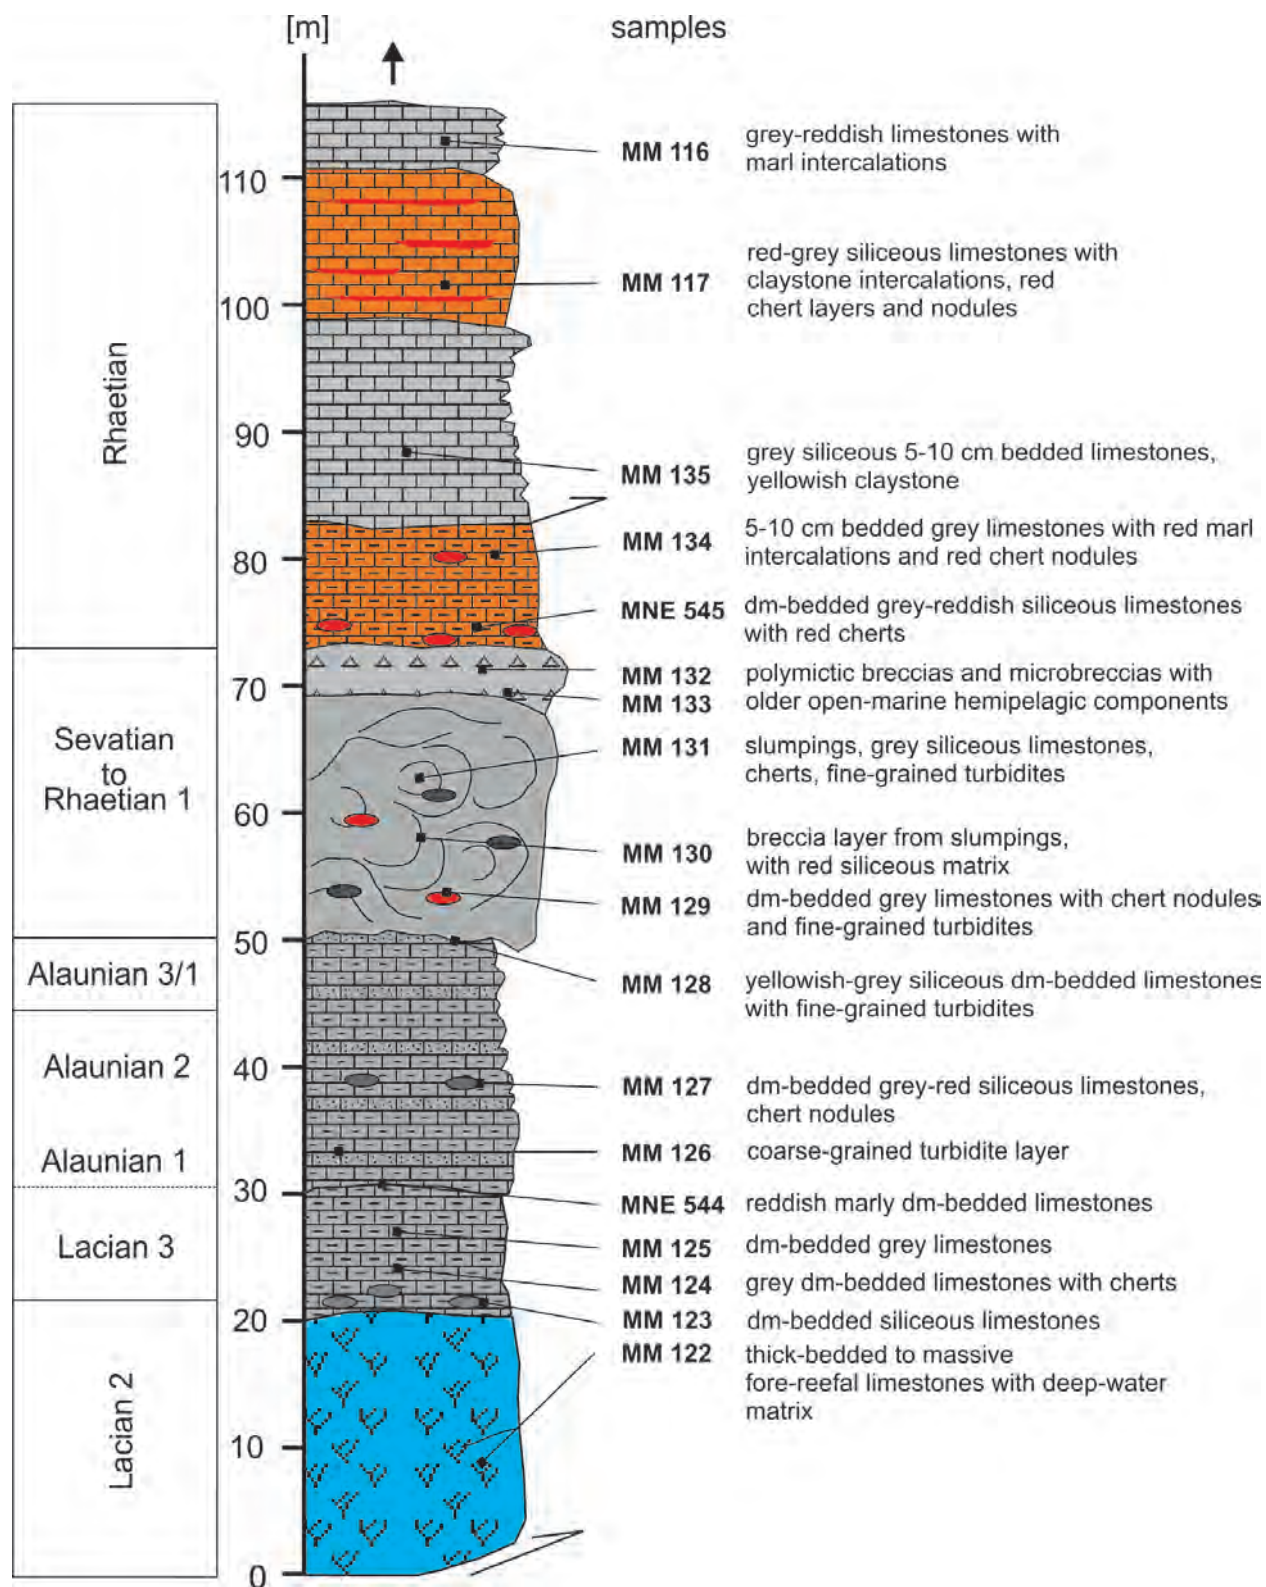 [m]
samples
Rhaetian
Sevatian
to
Rhaetian 1
Alaunian 3/1
Alaunian 2
Alaunian 1
Lacian 3
Lacian 2
110
100
90
80
70
60
50
40
30
20
10
0
MM 116
grey-reddish limestones with
marl intercalations
MM 117
red-grey siliceous limestones with
claystone intercalations, red
chert layers and nodules
MM 135
grey siliceous 5-10 cm bedded limestones,
yellowish claystone
MM 134
5-10 cm bedded grey limestones with red marl
intercalations and red chert nodules
MNE 545
dm-bedded grey-reddish siliceous limestones
with red cherts
MM 132
polymictic breccias and microbreccias with
MM 133
older open-marine hemipelagic components
MM 131
slumpings, grey siliceous limestones,
cherts, fine-grained turbidites
MM 130
breccia layer from slumpings,
with red siliceous matrix
MM 129
dm-bedded grey limestones with chert nodules
and fine-grained turbidites
MM 128
yellowish-grey siliceous dm-bedded limestones
with fine-grained turbidites
MM 127
dm-bedded grey-red siliceous limestones,
chert nodules
MM 126
coarse-grained turbidite layer
MNE 544
reddish marly dm-bedded limestones
MM 125
dm-bedded grey limestones
MM 124
grey dm-bedded limestones with cherts
MM 123
dm-bedded siliceous limestones
MM 122
thick-bedded to massive
fore-reefal limestones with deep-water
matrix